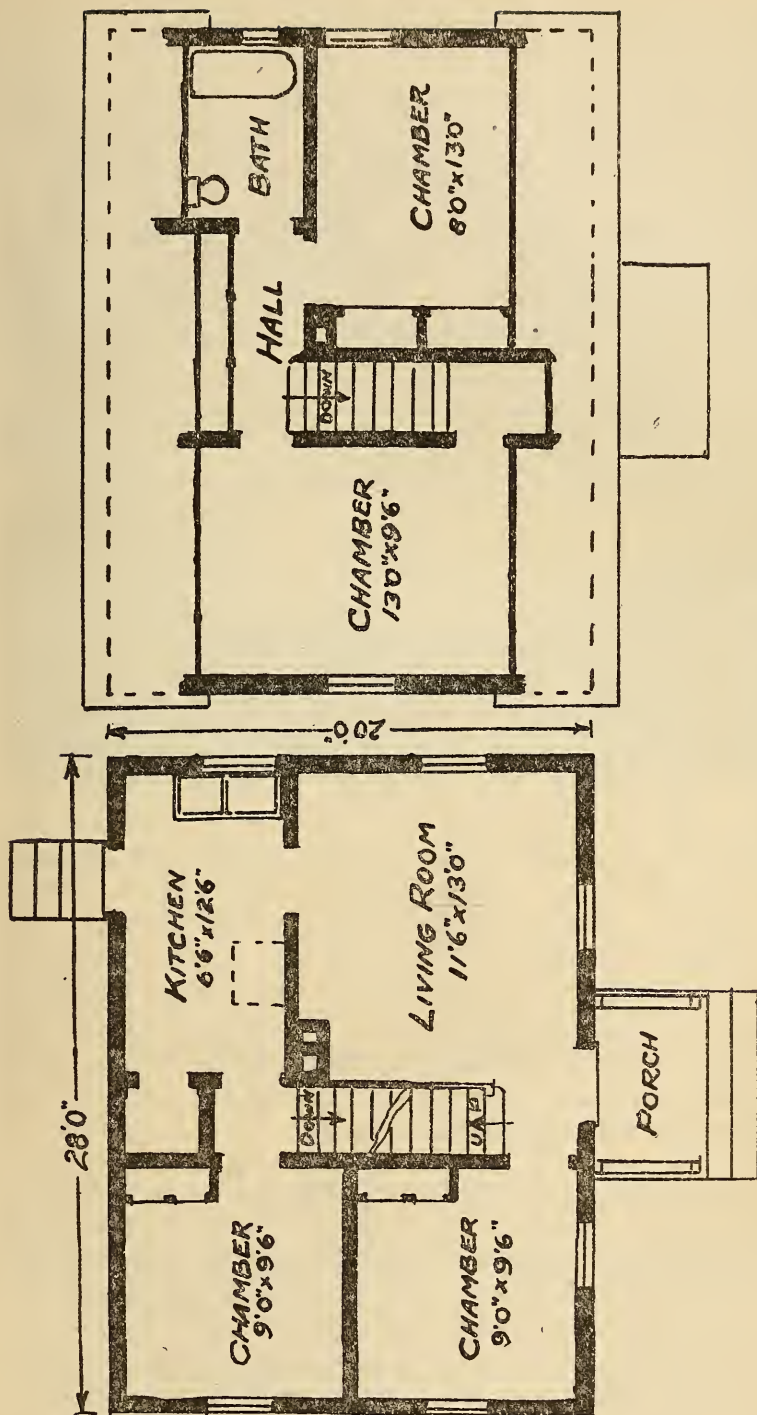 28'0"
20'0"
KITCHEN
6'6"x12'6"
CHAMBER
9'0"x9'6"
DOWN
UP
LIVING ROOM
11'6"x13'0"
CHAMBER
9'0"x9'6"
PORCH
BATH
HALL
DOWN
CHAMBER
13'0"x9'6"
CHAMBER
8'0"x13'0"